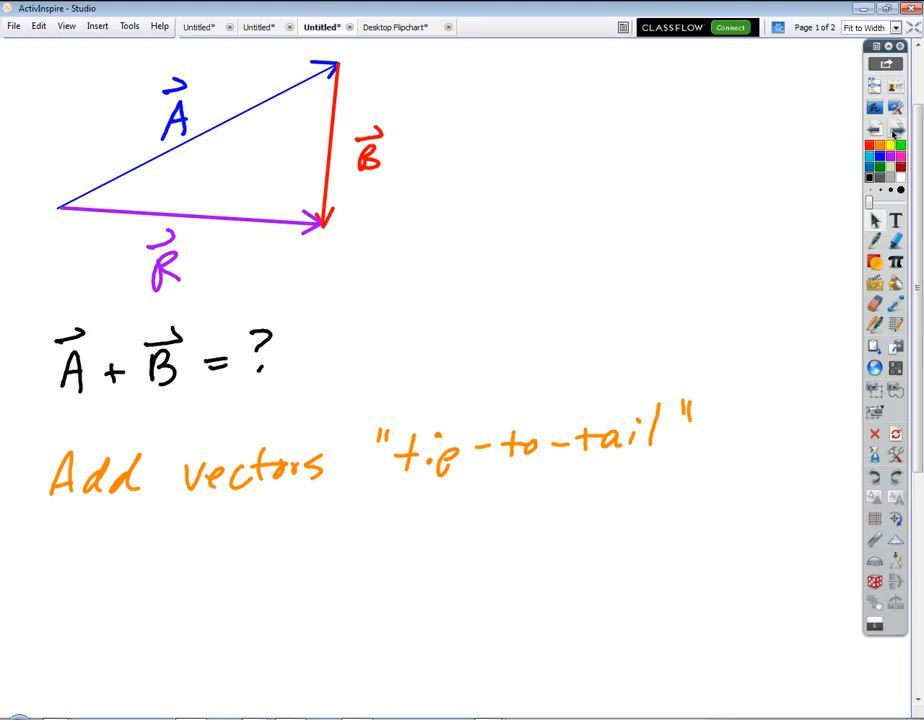 ActivInspire - Studio
File Edit View Insert Tools Help Untitled* Untitled* Untitled* Desktop Flipchart* CLASSFLOW Connect Page 1 of 2 Fit to Width
A
B
R
A + B = ?
Add vectors "tip-to-tail"